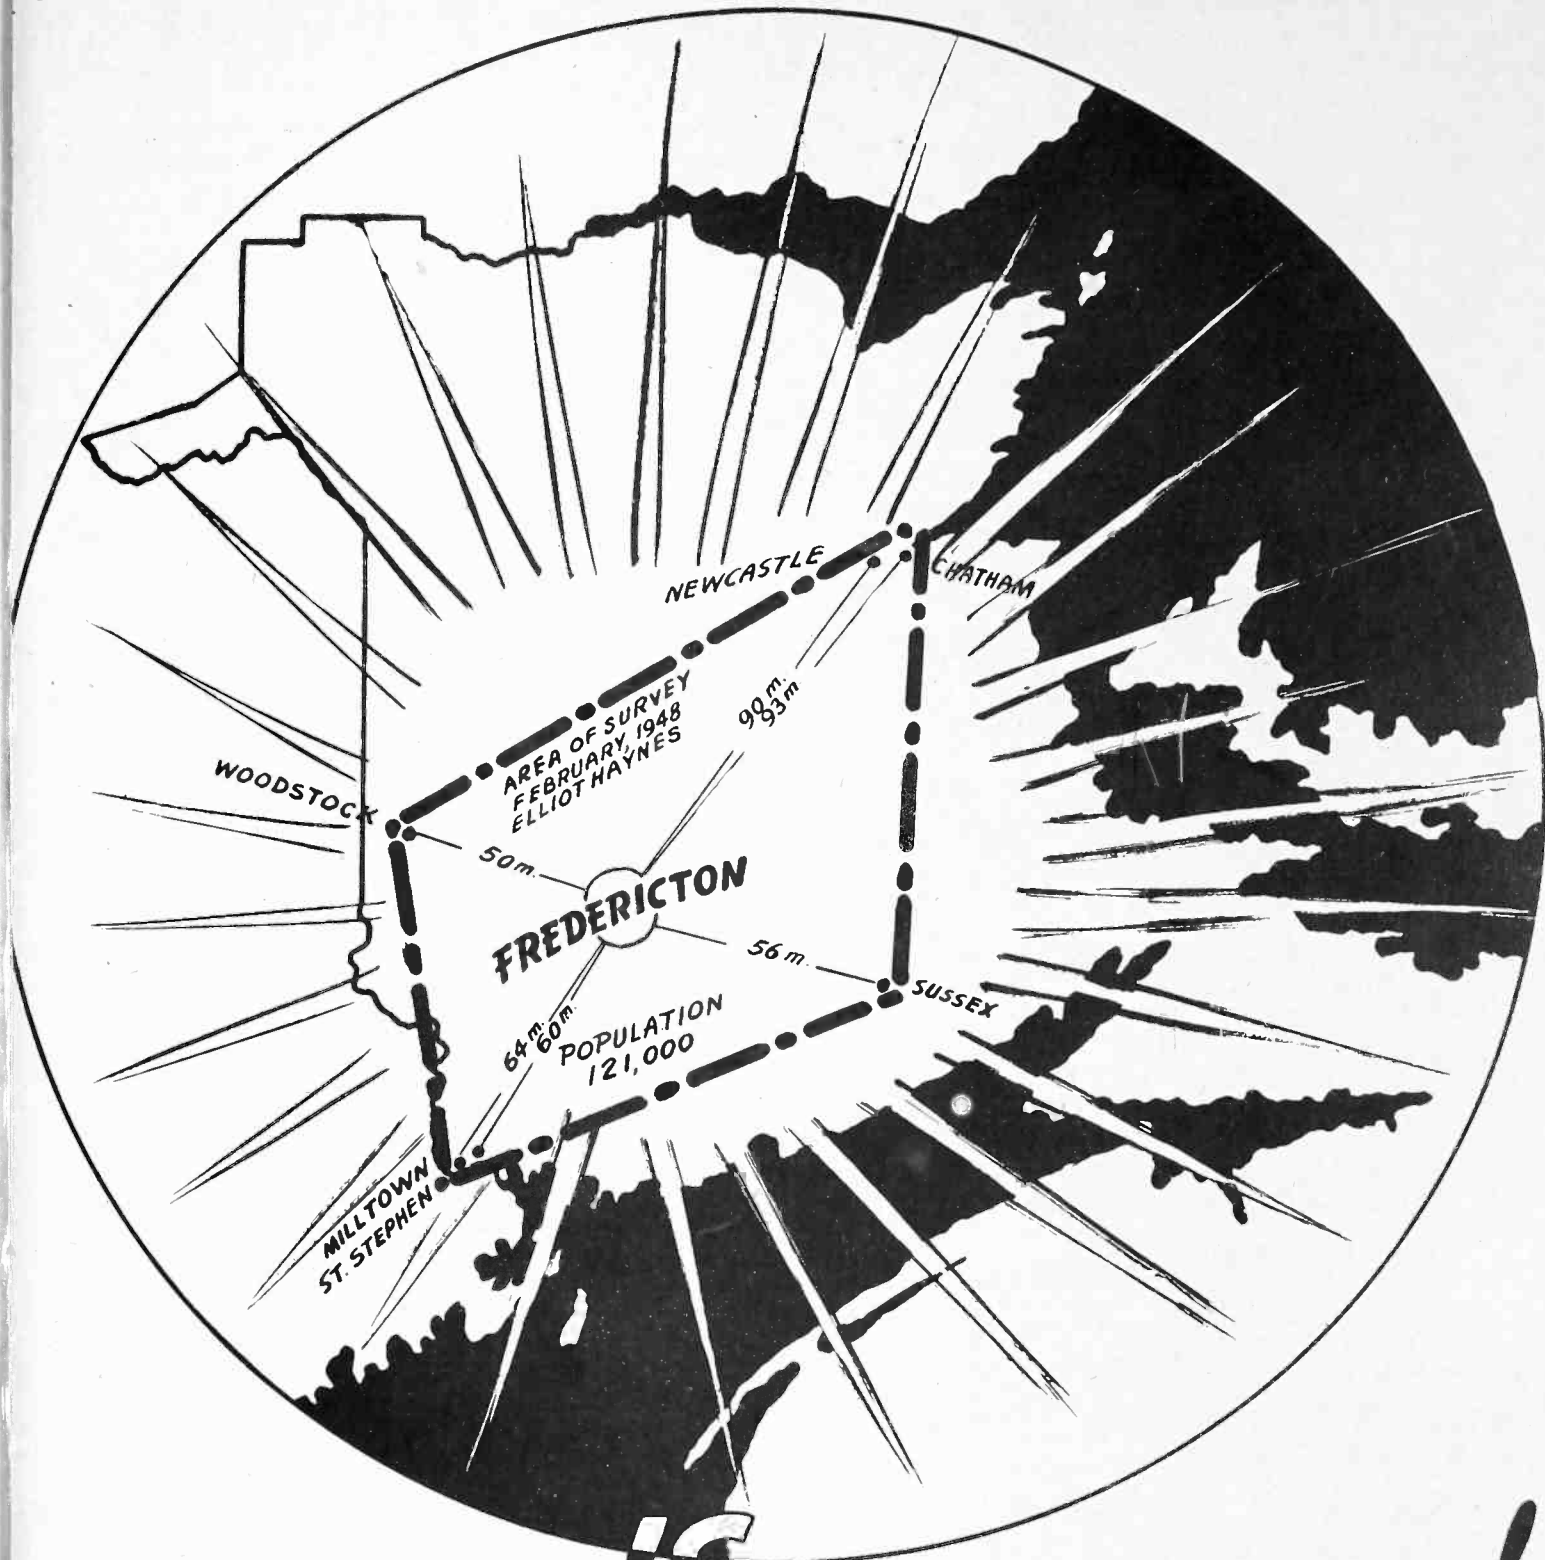 NEWCASTLE
CHATHAM
AREA OF SURVEY
FEBRUARY, 1948
ELLIOT HAYNES
90 m.
93 m
WOODSTOCK
50 m.
FREDERICTON
56 m.
SUSSEX
64 m.
60 m.
POPULATION
121,000
MILLTOWN
ST. STEPHEN